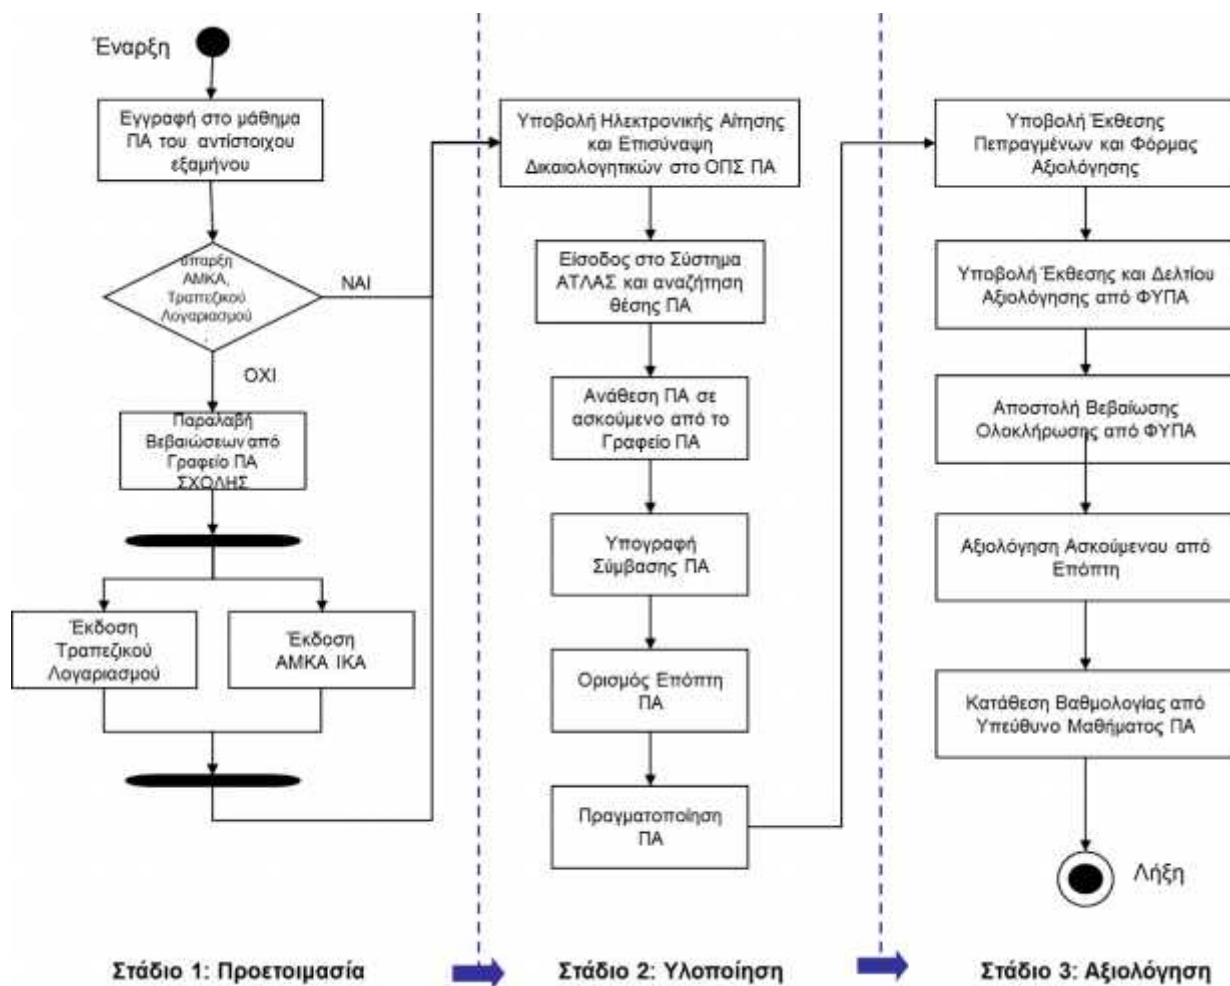 Έναρξη
Εγγραφή στο μάθημα
ΠΑ του αντίστοιχου
εξαμήνου
ύπαρξη
ΑΜΚΑ,
Τραπεζικού
Λογαριασμού
;
ΝΑΙ
ΟΧΙ
Παραλαβή
Βεβαιώσεων από
Γραφείο ΠΑ
ΣΧΟΛΗΣ
Έκδοση
Τραπεζικού
Λογαριασμού
Έκδοση
ΑΜΚΑ ΙΚΑ
Στάδιο 1: Προετοιμασία
Υποβολή Ηλεκτρονικής Αίτησης
και Επισύναψη
Δικαιολογητικών στο ΟΠΣ ΠΑ
Είσοδος στο Σύστημα
ΑΤΛΑΣ και αναζήτηση
θέσης ΠΑ
Ανάθεση ΠΑ σε
ασκούμενο από το
Γραφείο ΠΑ
Υπογραφή
Σύμβασης ΠΑ
Ορισμός Επόπτη
ΠΑ
Πραγματοποίηση
ΠΑ
Στάδιο 2: Υλοποίηση
Υποβολή Έκθεσης
Πεπραγμένων και Φόρμας
Αξιολόγησης
Υποβολή Έκθεσης και Δελτίου
Αξιολόγησης από ΦΥΠΑ
Αποστολή Βεβαίωσης
Ολοκλήρωσης από ΦΥΠΑ
Αξιολόγηση Ασκούμενου από
Επόπτη
Κατάθεση Βαθμολογίας από
Υπεύθυνο Μαθήματος ΠΑ
Λήξη
Στάδιο 3: Αξιολόγηση